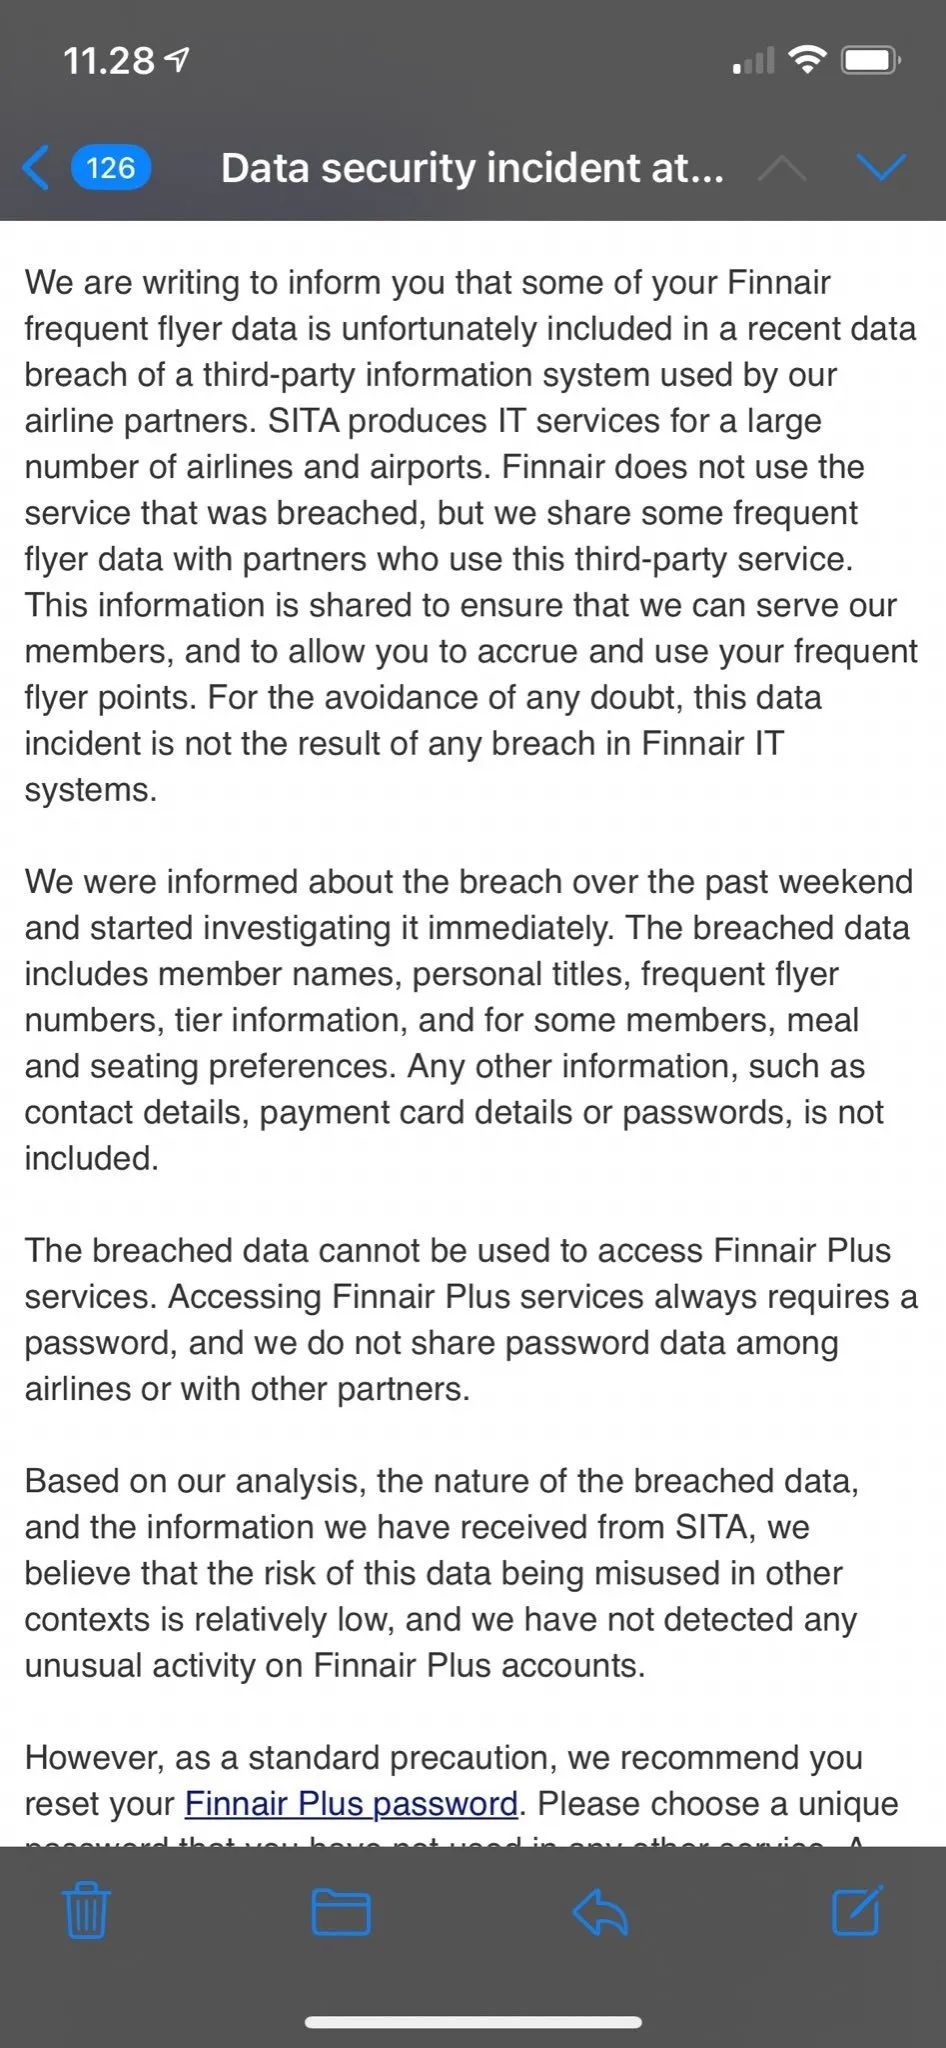 11.28
126
Data security incident at...
We are writing to inform you that some of your Finnair
frequent flyer data is unfortunately included in a recent data
breach of a third-party information system used by our
airline partners. SITA produces IT services for a large
number of airlines and airports. Finnair does not use the
service that was breached, but we share some frequent
flyer data with partners who use this third-party service.
This information is shared to ensure that we can serve our
members, and to allow you to accrue and use your frequent
flyer points. For the avoidance of any doubt, this data
incident is not the result of any breach in Finnair IT
systems.
We were informed about the breach over the past weekend
and started investigating it immediately. The breached data
includes member names, personal titles, frequent flyer
numbers, tier information, and for some members, meal
and seating preferences. Any other information, such as
contact details, payment card details or passwords, is not
included.
The breached data cannot be used to access Finnair Plus
services. Accessing Finnair Plus services always requires a
password, and we do not share password data among
airlines or with other partners.
Based on our analysis, the nature of the breached data,
and the information we have received from SITA, we
believe that the risk of this data being misused in other
contexts is relatively low, and we have not detected any
unusual activity on Finnair Plus accounts.
However, as a standard precaution, we recommend you
reset your Finnair Plus password. Please choose a unique
password that you have not used in any other service. A